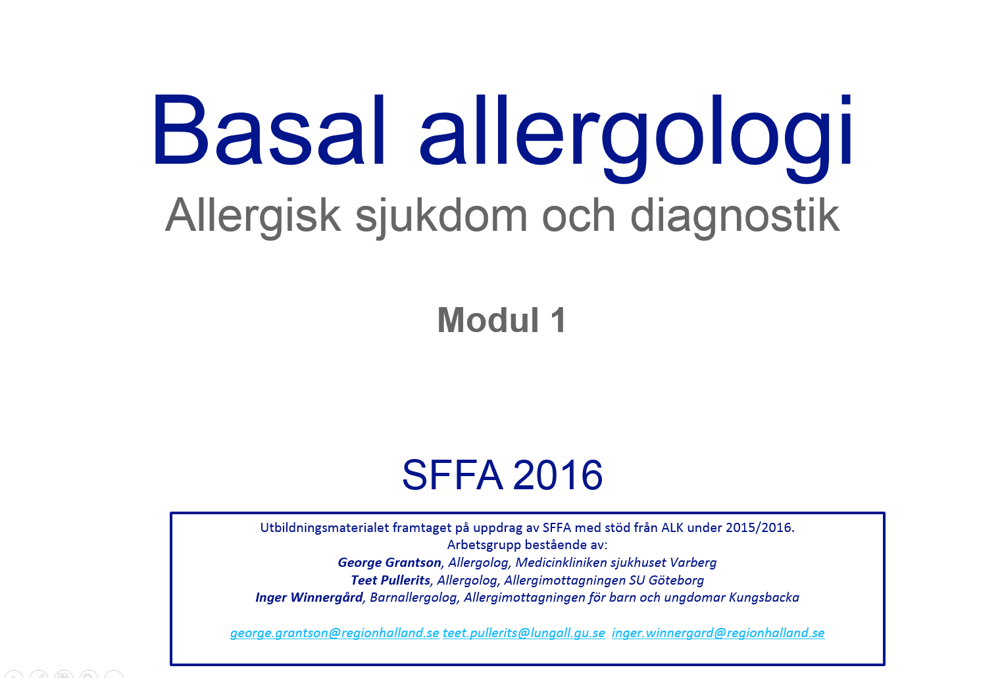 Basal allergologi
Allergisk sjukdom och diagnostik
Modul 1
SFFA 2016
Utbildningsmaterialet framtaget på uppdrag av SFFA med stöd från ALK under 2015/2016.
Arbetsgrupp bestående av:
George Grantson, Allergolog, Medicinkliniken sjukhuset Varberg
Teet Pullerits, Allergolog, Allergimottagningen SU Göteborg
Inger Winnergård, Barnallergolog, Allergimottagningen för barn och ungdomar Kungsbacka
george.grantson@regionhalland.se teet.pullerits@lungall.gu.se inger.winnergard@regionhalland.se